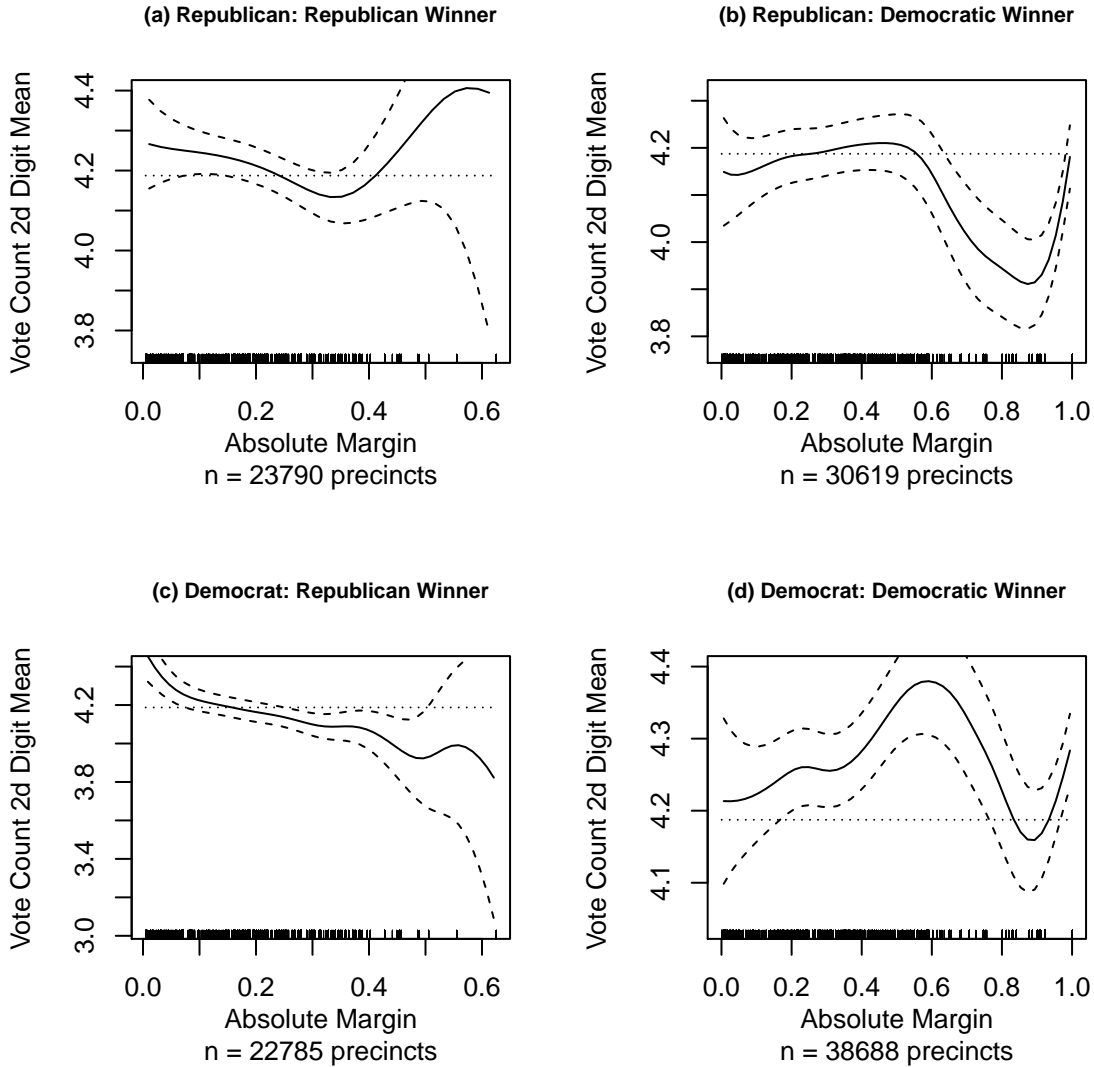 (a) Republican: Republican Winner
Vote Count 2d Digit Mean
4.4
4.2
4.0
3.8
0.0 0.2 0.4 0.6
Absolute Margin
n = 23790 precincts
(b) Republican: Democratic Winner
Vote Count 2d Digit Mean
4.2
4.0
3.8
0.0 0.2 0.4 0.6 0.8 1.0
Absolute Margin
n = 30619 precincts
(c) Democrat: Republican Winner
Vote Count 2d Digit Mean
4.2
3.8
3.4
3.0
0.0 0.2 0.4 0.6
Absolute Margin
n = 22785 precincts
(d) Democrat: Democratic Winner
Vote Count 2d Digit Mean
4.4
4.3
4.2
4.1
0.0 0.2 0.4 0.6 0.8 1.0
Absolute Margin
n = 38688 precincts